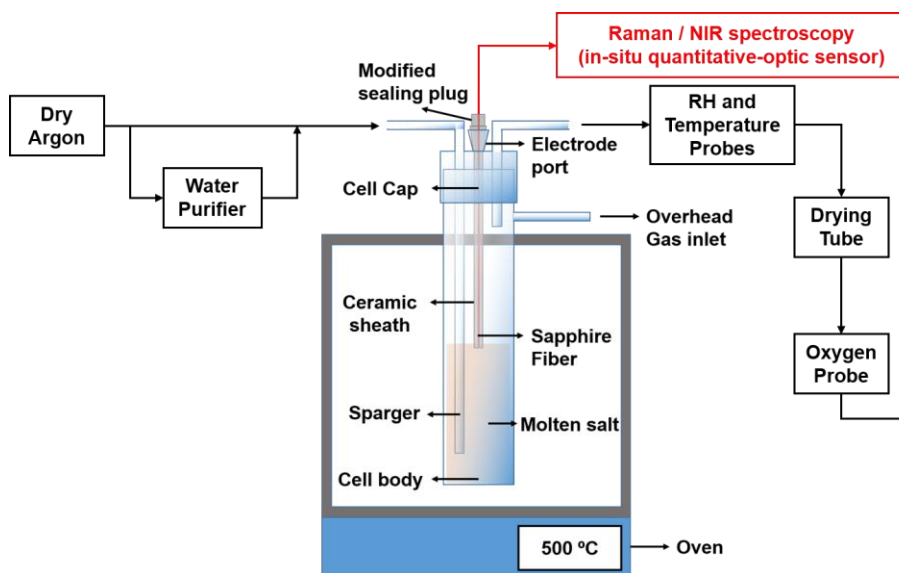 Raman / NIR spectroscopy
(in-situ quantitative-optic sensor)
Modified
sealing plug
Dry
Argon
RH and
Temperature
Probes
Electrode
port
Water
Purifier
Cell Cap
Overhead
Gas inlet
Drying
Tube
Ceramic
sheath
Sapphire
Fiber
Oxygen
Probe
Sparger
Molten salt
Cell body
500 ºC
Oven